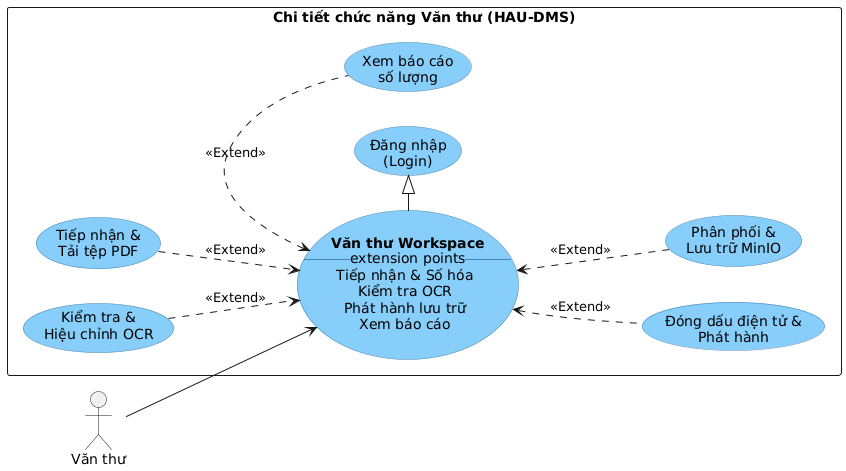 Chi tiết chức năng Văn thư (HAU-DMS)
Xem báo cáo
số lượng
«Extend»
Đăng nhập
(Login)
Tiếp nhận &
Tải tệp PDF
«Extend»
Kiểm tra &
Hiệu chỉnh OCR
«Extend»
Văn thư Workspace
extension points
Tiếp nhận & Số hóa
Kiểm tra OCR
Phát hành lưu trữ
Xem báo cáo
«Extend»
Phân phối &
Lưu trữ MinIO
«Extend»
Đóng dấu điện tử &
Phát hành
Văn thư